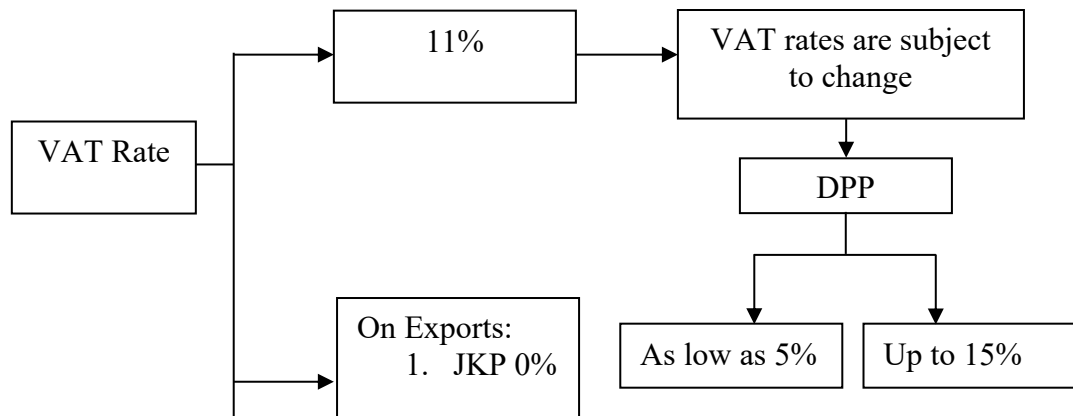 11%
VAT rates are subject
to change
VAT Rate
DPP
On Exports:
1. JKP 0%
As low as 5%
Up to 15%